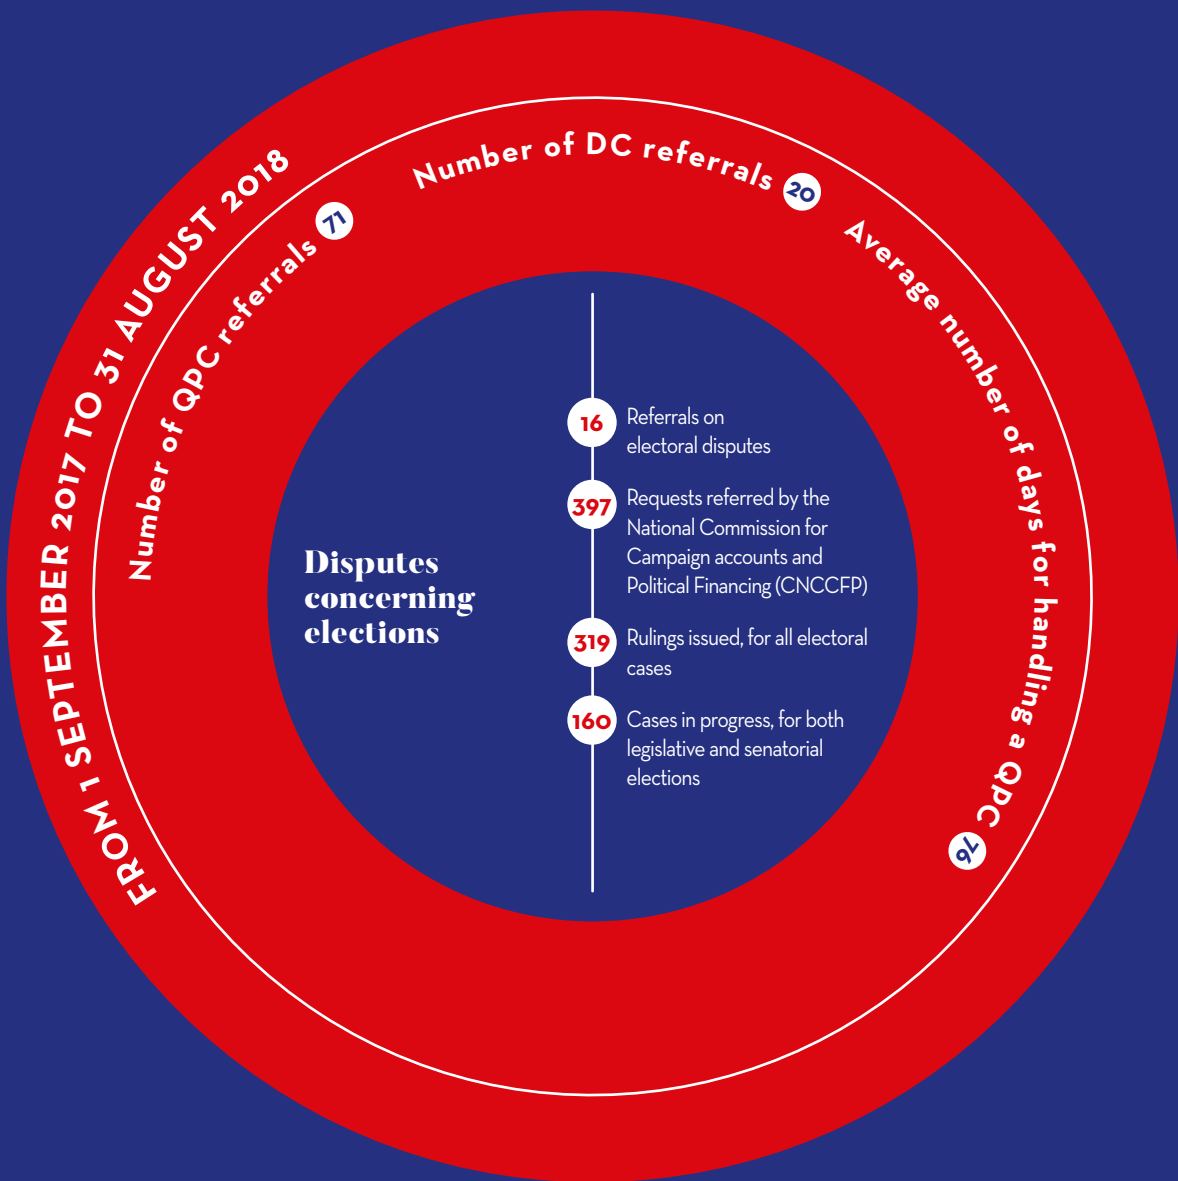 FROM 1 SEPTEMBER 2017 TO 31 AUGUST 2018
Number of QPC referrals 71
Number of DC referrals 20
Average number of days for handling a QPC 76
Disputes
concerning
elections
16
Referrals on
electoral disputes
397
Requests referred by the
National Commission for
Campaign accounts and
Political Financing (CNCCFP)
319
Rulings issued, for all electoral
cases
160
Cases in progress, for both
legislative and senatorial
elections